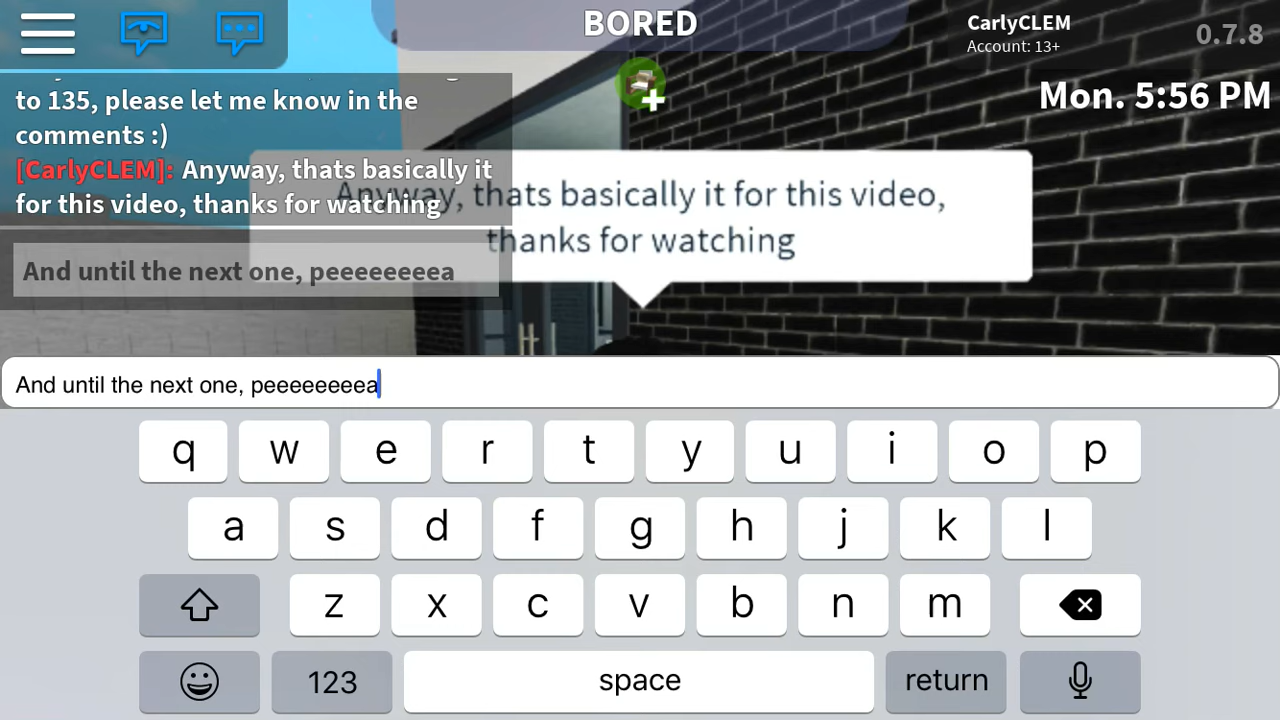 BORED
CarlyCLEM
Account: 13+
0.7.8
Mon. 5:56 PM
to 135, please let me know in the
comments :)
[CarlyCLEM]: Anyway, thats basically it
for this video, thanks for watching
Anyway, thats basically it for this video,
thanks for watching
And until the next one, peeeeeeeea
And until the next one, peeeeeeeea
q w e r t y u i o p
a s d f g h j k l
z x c v b n m
123 space return